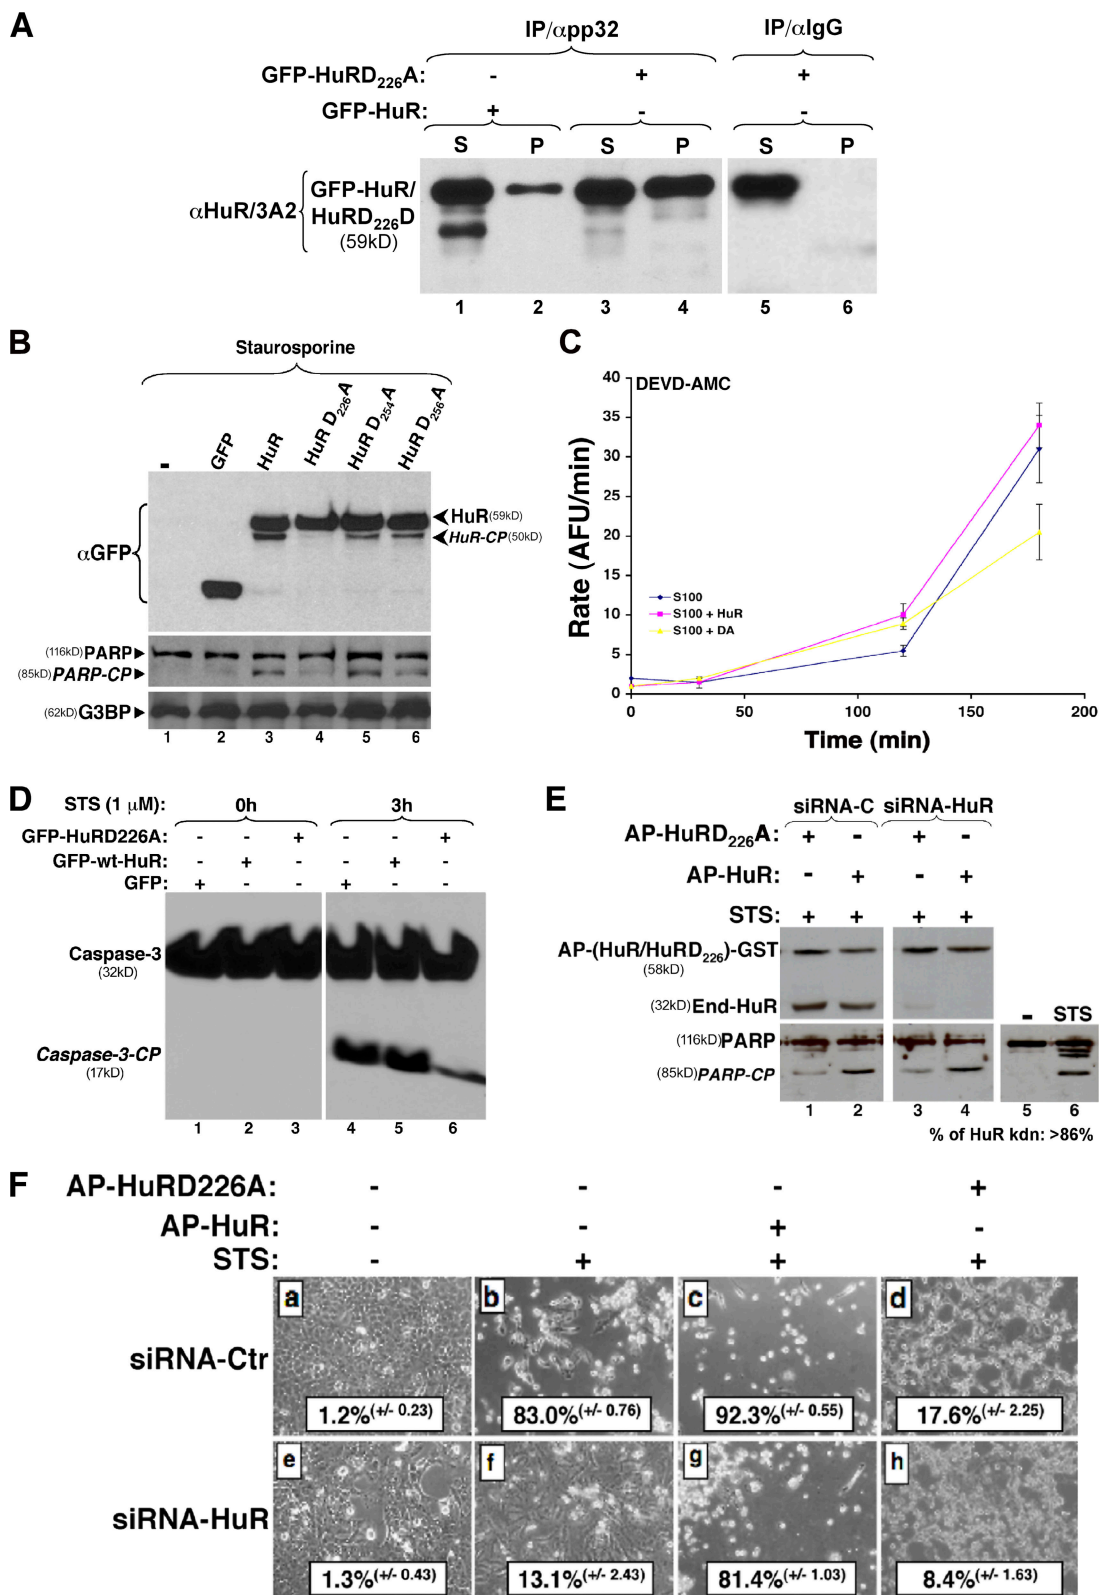 A
IP/αpp32 IP/αIgG
GFP-HuRD226A: - + +
GFP-HuR: + - -
S P S P S P
αHuR/3A2 GFP-HuR/
HuRD226D
(59kD)
1 2 3 4 5 6
B
Staurosporine
- GFP HuR HuR D226A HuR D254A HuR D256A
αGFP
HuR(59kD)
HuR-CP(50kD)
(116kD)PARP
(85kD)PARP-CP
(62kD)G3BP
1 2 3 4 5 6
C
DEVD-AMC
Rate (AFU/min)
40
35
30
25
20
15
10
5
0
S100
S100 + HuR
S100 + DA
0 50 100 150 200
Time (min)
D
STS (1 μM): 0h 3h
GFP-HuRD226A: - - + - - +
GFP-wt-HuR: - + - - + -
GFP: + - - + - -
Caspase-3
(32kD)
Caspase-3-CP
(17kD)
1 2 3 4 5 6
E
siRNA-C siRNA-HuR
AP-HuRD226A: + - + -
AP-HuR: - + - +
STS: + + + +
AP-(HuR/HuRD226)-GST
(58kD)
(32kD)End-HuR
- STS
(116kD)PARP
(85kD)PARP-CP
1 2 3 4 5 6
% of HuR kdn: >86%
F
AP-HuRD226A: - - - +
AP-HuR: - - + -
STS: - + + +
siRNA-Ctr
a b c d
1.2%(+/- 0.23) 83.0%(+/- 0.76) 92.3%(+/- 0.55) 17.6%(+/- 2.25)
siRNA-HuR
e f g h
1.3%(+/- 0.43) 13.1%(+/- 2.43) 81.4%(+/- 1.03) 8.4%(+/- 1.63)